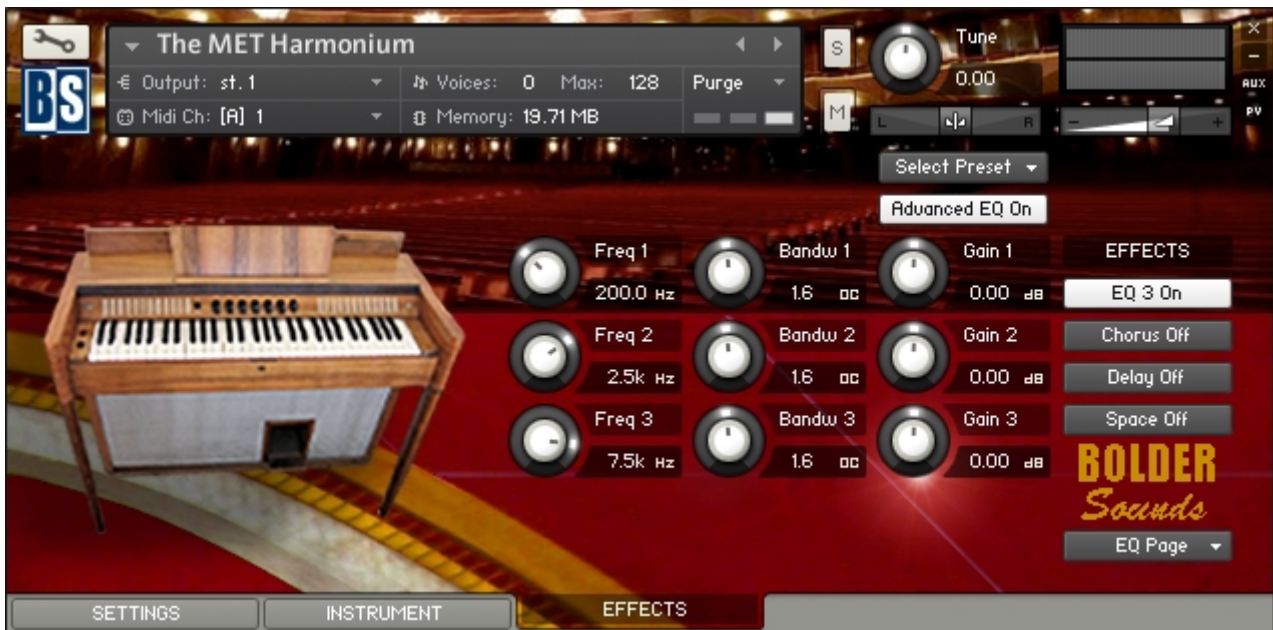 The MET Harmonium
S
Tune
0.00
X
BS
Output: st. 1
Voices: 0 Max: 128
Purge
AUX
PV
Midi Ch: [A] 1
Memory: 19.71 MB
M
L
R
-
+
Select Preset
Advanced EQ On
Freq 1
200.0 Hz
Bandw 1
1.6 OC
Gain 1
0.00 dB
EFFECTS
EQ 3 On
Freq 2
2.5k Hz
Bandw 2
1.6 OC
Gain 2
0.00 dB
Chorus Off
Delay Off
Freq 3
7.5k Hz
Bandw 3
1.6 OC
Gain 3
0.00 dB
Space Off
BOLDER
Sounds
EQ Page
SETTINGS
INSTRUMENT
EFFECTS